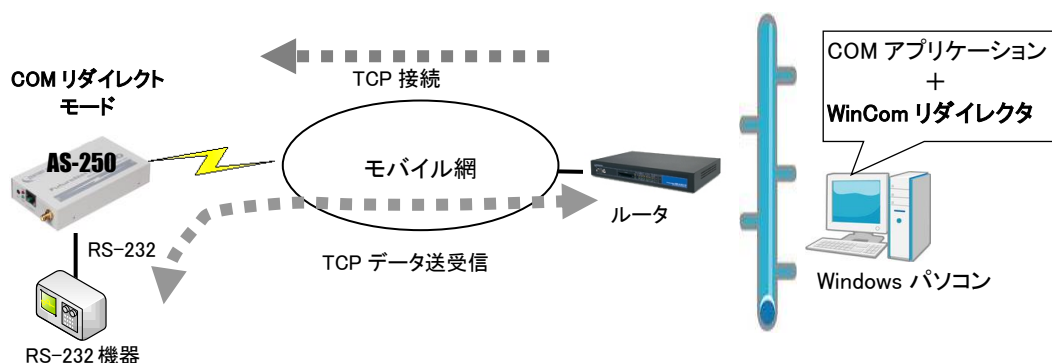 COM アプリケーション
＋
WinCom リダイレクタ
TCP 接続
COM リダイレクト
モード
AS-250
モバイル網
ルータ
RS-232
TCP データ送受信
Windows パソコン
RS-232 機器